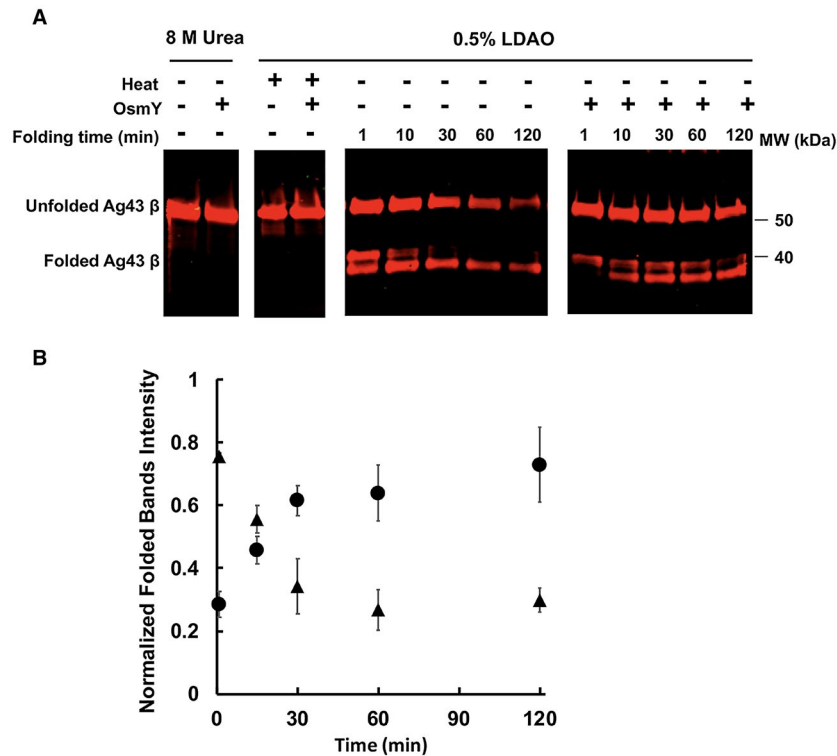 A
8 M Urea
0.5% LDAO
Heat - - + + - - - - - - - - - -
OsmY - + - + - - - - - + + + + +
Folding time (min) - - - - 1 10 30 60 120 1 10 30 60 120 MW (kDa)
Unfolded Ag43 β
50
Folded Ag43 β
40
B
Normalized Folded Bands Intensity
1
0.8
0.6
0.4
0.2
0
0 30 60 90 120
Time (min)